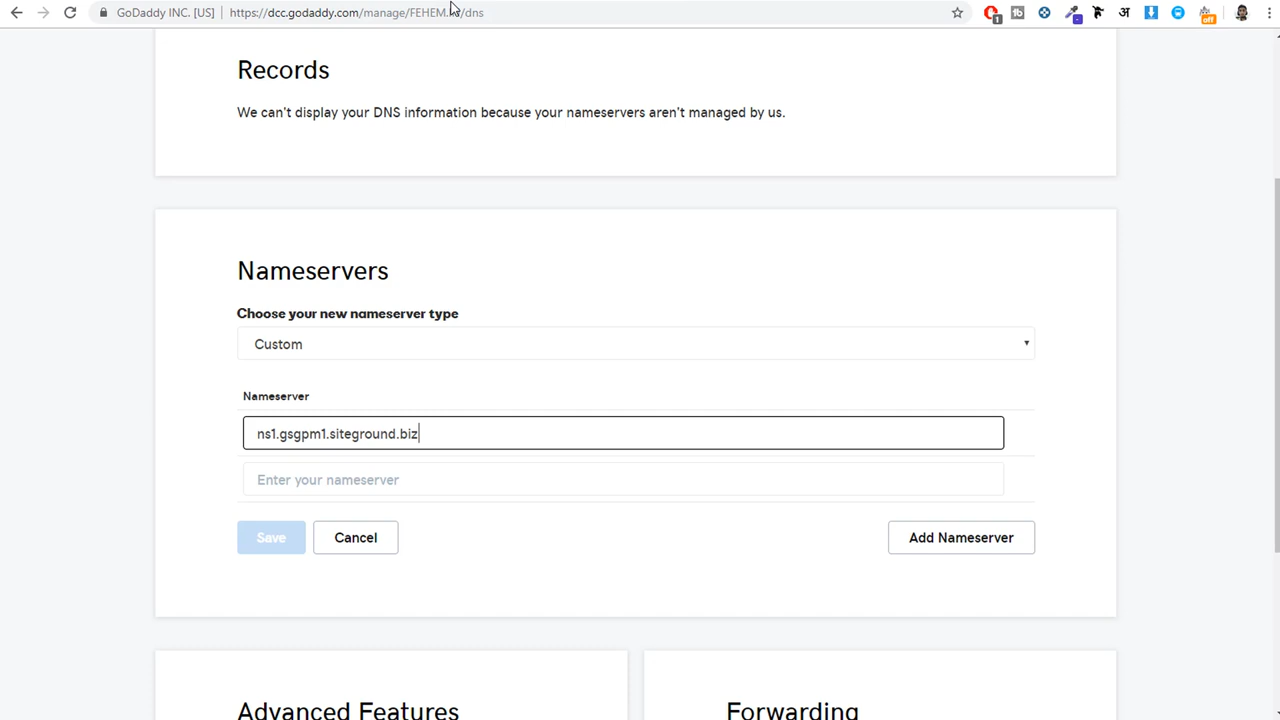 GoDaddy INC. [US]
https://dcc.godaddy.com/manage/FEHEM. /dns
1
अ
off
Records
We can't display your DNS information because your nameservers aren't managed by us.
Nameservers
Choose your new nameserver type
Custom
Nameserver
ns1.gsgpm1.siteground.biz
Enter your nameserver
Save
Cancel
Add Nameserver
Advanced Features
Forwarding